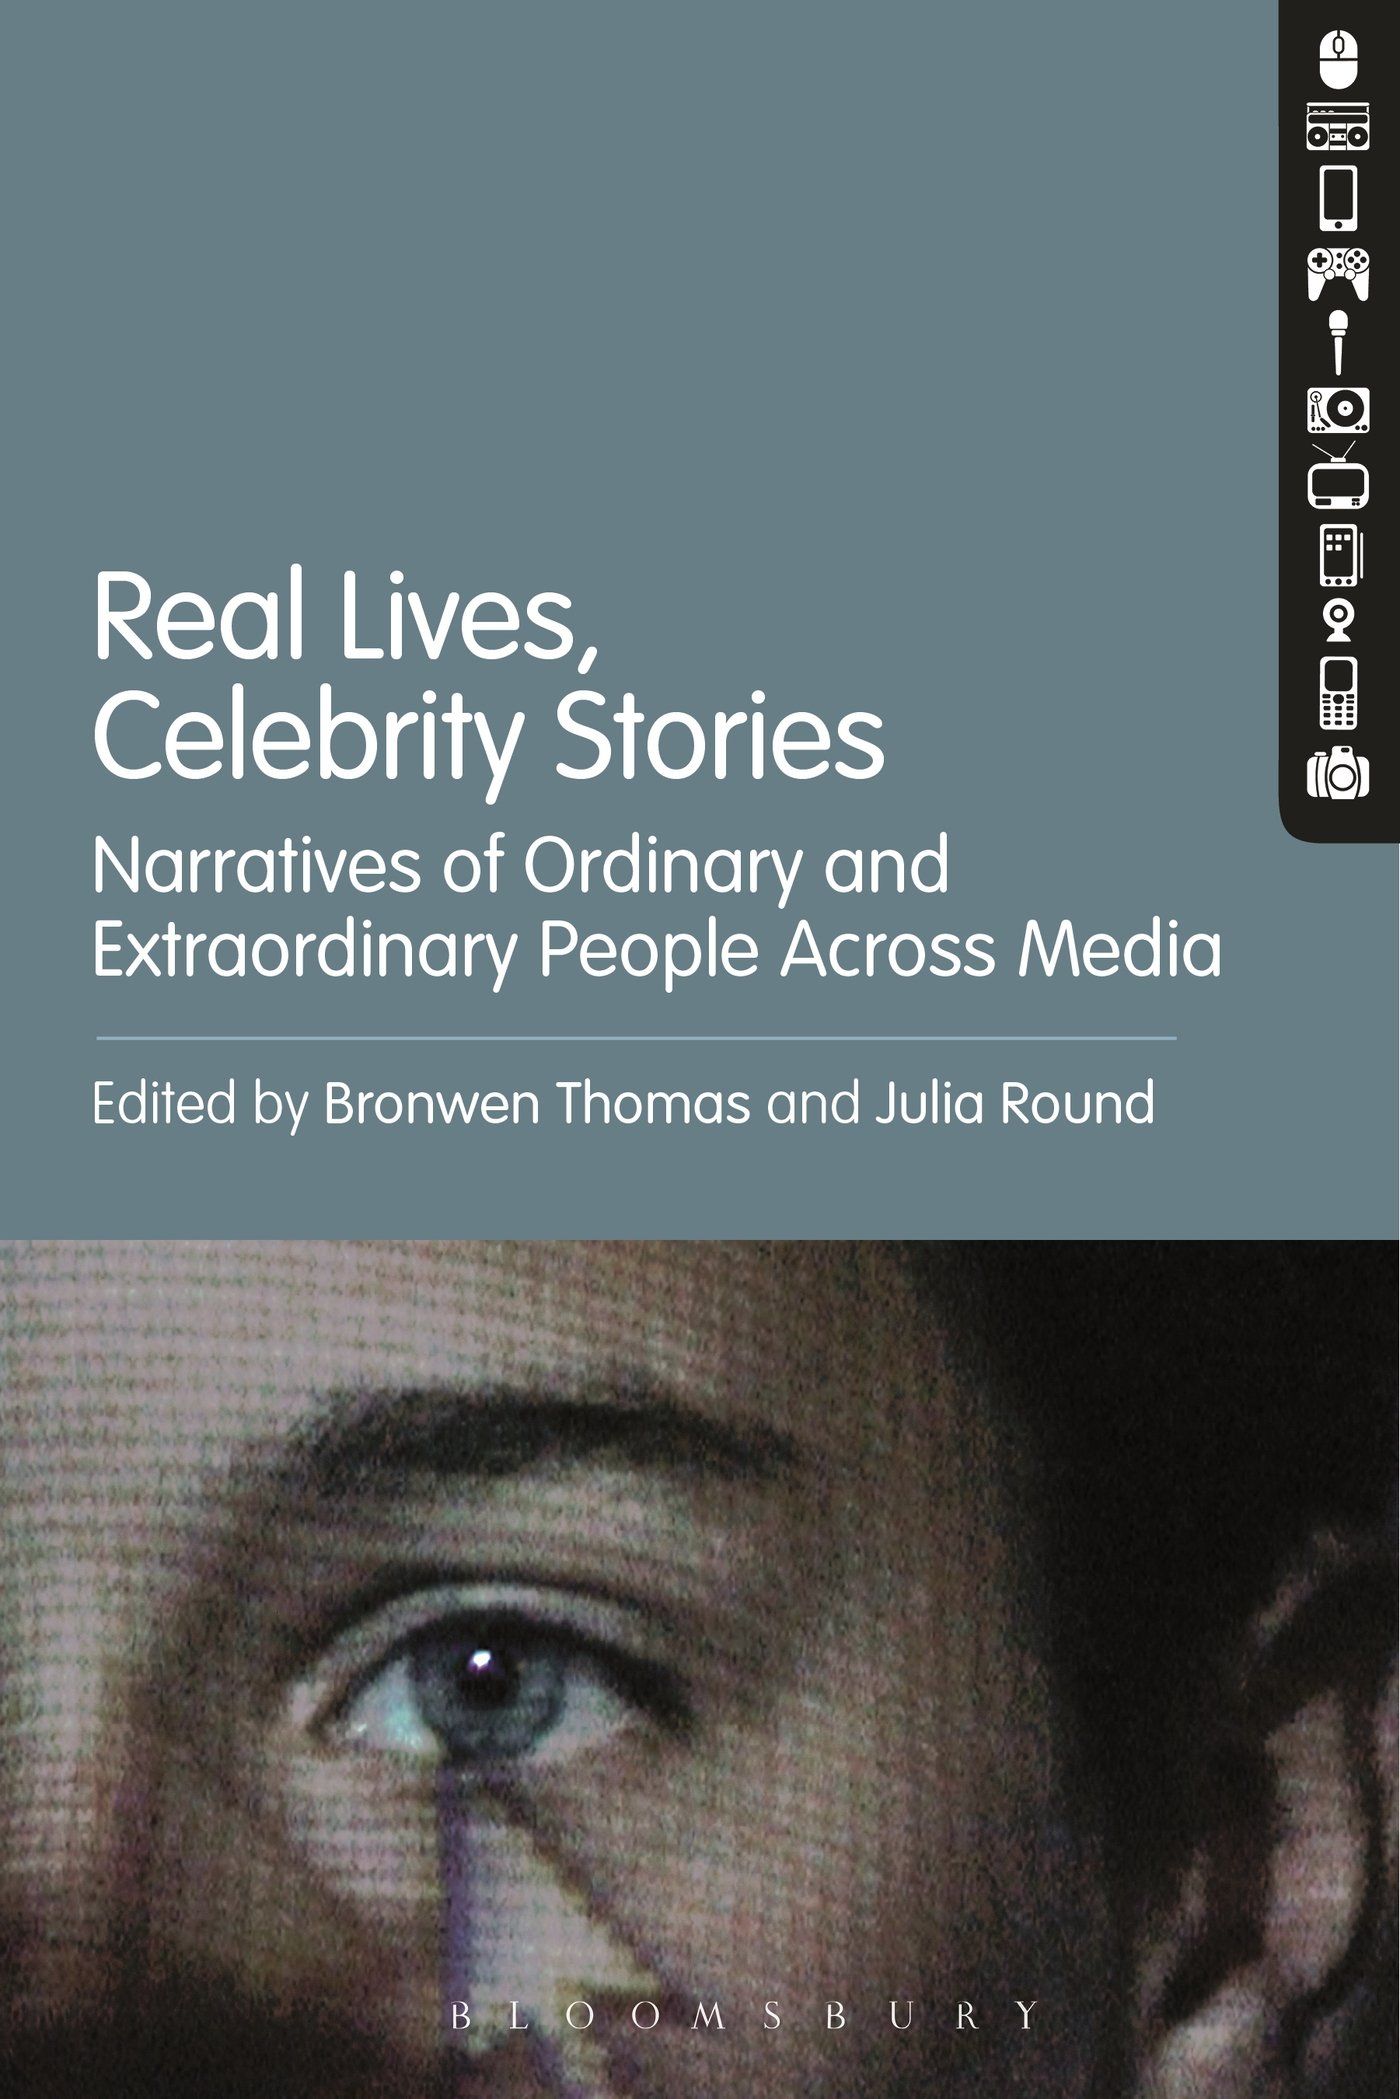 Real Lives,
Celebrity Stories
Narratives of Ordinary and
Extraordinary People Across Media
Edited by Bronwen Thomas and Julia Round
BLOOMSBURY